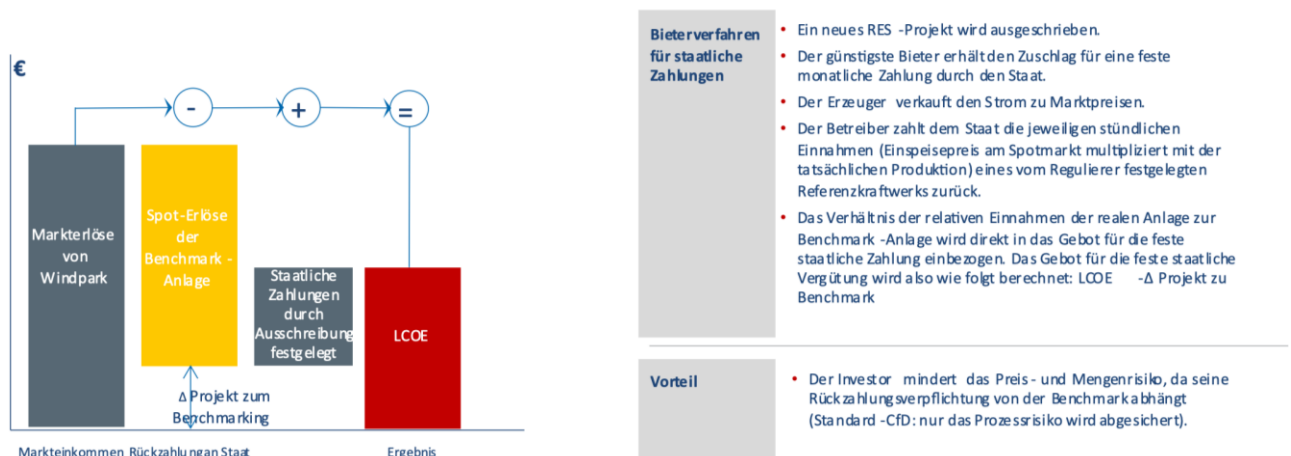 €
-
+
=
Markterlöse
von
Windpark
Spot-Erlöse
der
Benchmark -
Anlage
Staatliche
Zahlungen
durch
Ausschreibung
festgelegt
LCOE
Δ Projekt zum
Benchmarking
Markteinkommen Rückzahlungan Staat
Ergebnis
Bieterverfahren
für staatliche
Zahlungen
• Ein neues RES -Projekt wird ausgeschrieben.
• Der günstigste Bieter erhält den Zuschlag für eine feste
monatliche Zahlung durch den Staat.
• Der Erzeuger verkauft den Strom zu Marktpreisen.
• Der Betreiber zahlt dem Staat die jeweiligen stündlichen
Einnahmen (Einspeisepreis am Spotmarkt multipliziert mit der
tatsächlichen Produktion) eines vom Regulierer festgelegten
Referenzkraftwerks zurück.
• Das Verhältnis der relativen Einnahmen der realen Anlage zur
Benchmark -Anlage wird direkt in das Gebot für die feste
staatliche Zahlung einbezogen. Das Gebot für die feste staatliche
Vergütung wird also wie folgt berechnet: LCOE -Δ Projekt zu
Benchmark
Vorteil
• Der Investor mindert das Preis - und Mengenrisiko, da seine
Rückzahlungsverpflichtung von der Benchmark abhängt
(Standard -CfD: nur das Prozessrisiko wird abgesichert).